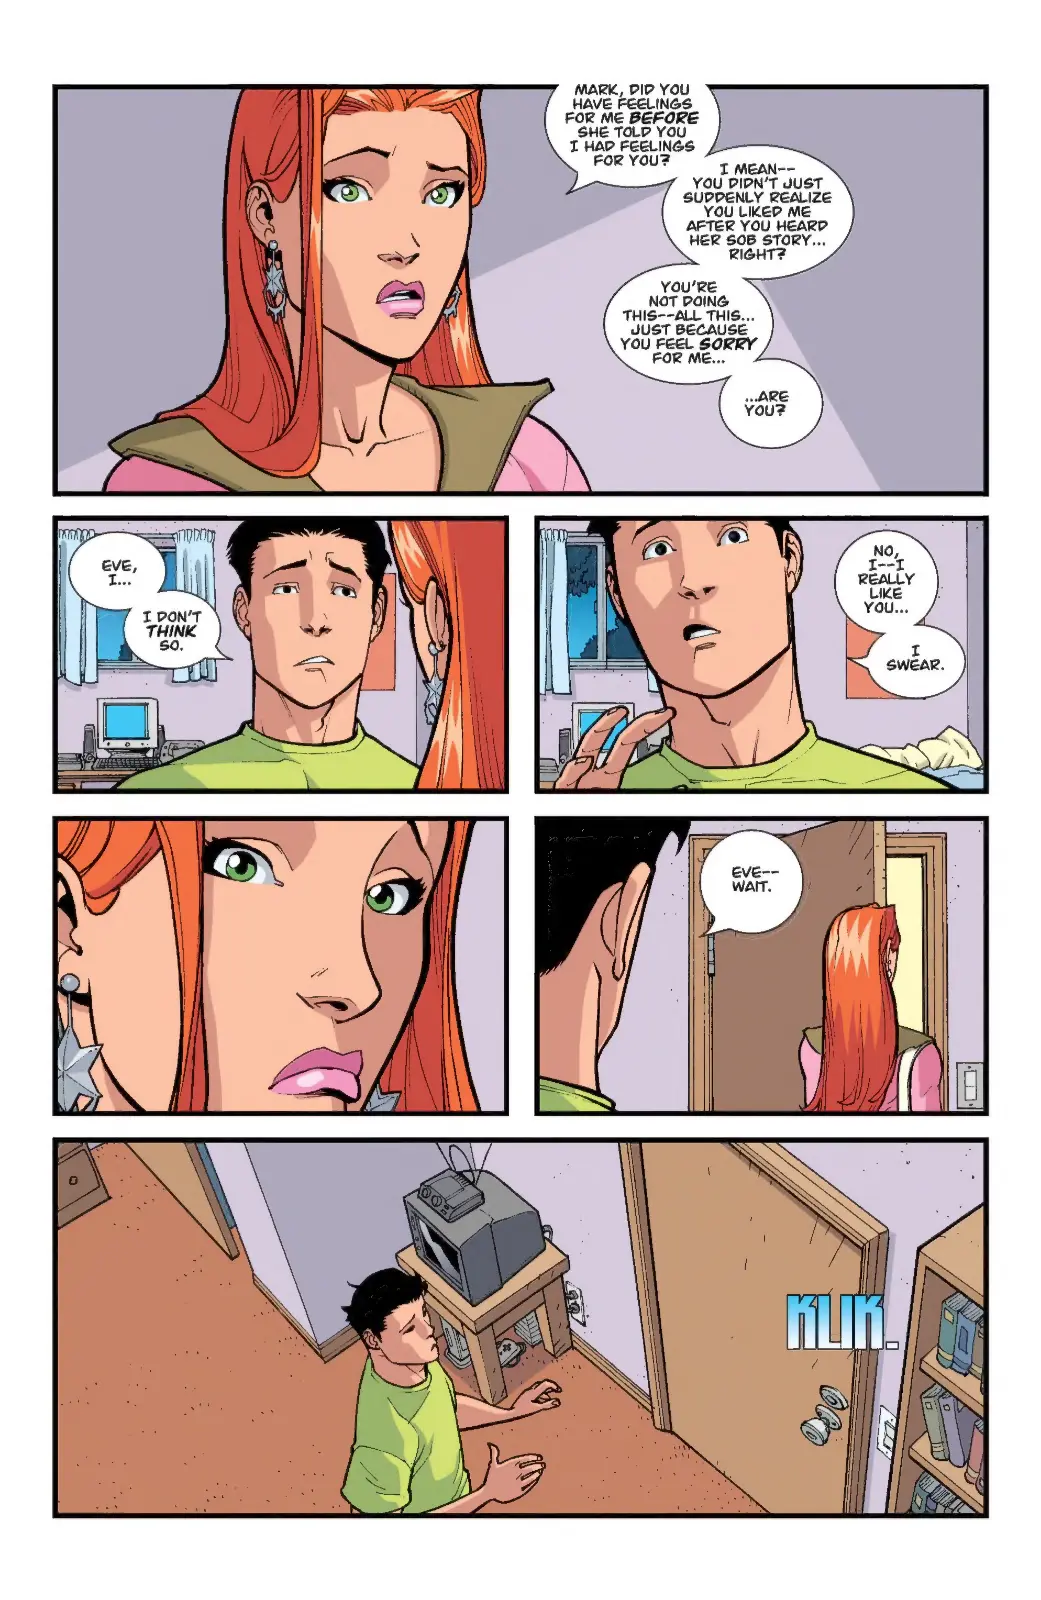 MARK, DID YOU
HAVE FEELINGS
FOR ME BEFORE
SHE TOLD YOU
I HAD FEELINGS
FOR YOU?
I MEAN--
YOU DIDN'T JUST
SUDDENLY REALIZE
YOU LIKED ME
AFTER YOU HEARD
HER SOB STORY...
RIGHT?
YOU'RE
NOT DOING
THIS--ALL THIS...
JUST BECAUSE
YOU FEEL SORRY
FOR ME...
...ARE
YOU?
EVE,
I...
I DON'T
THINK
SO.
NO,
I--I
REALLY
LIKE
YOU...
I
SWEAR.
EVE--
WAIT.
KLIK.